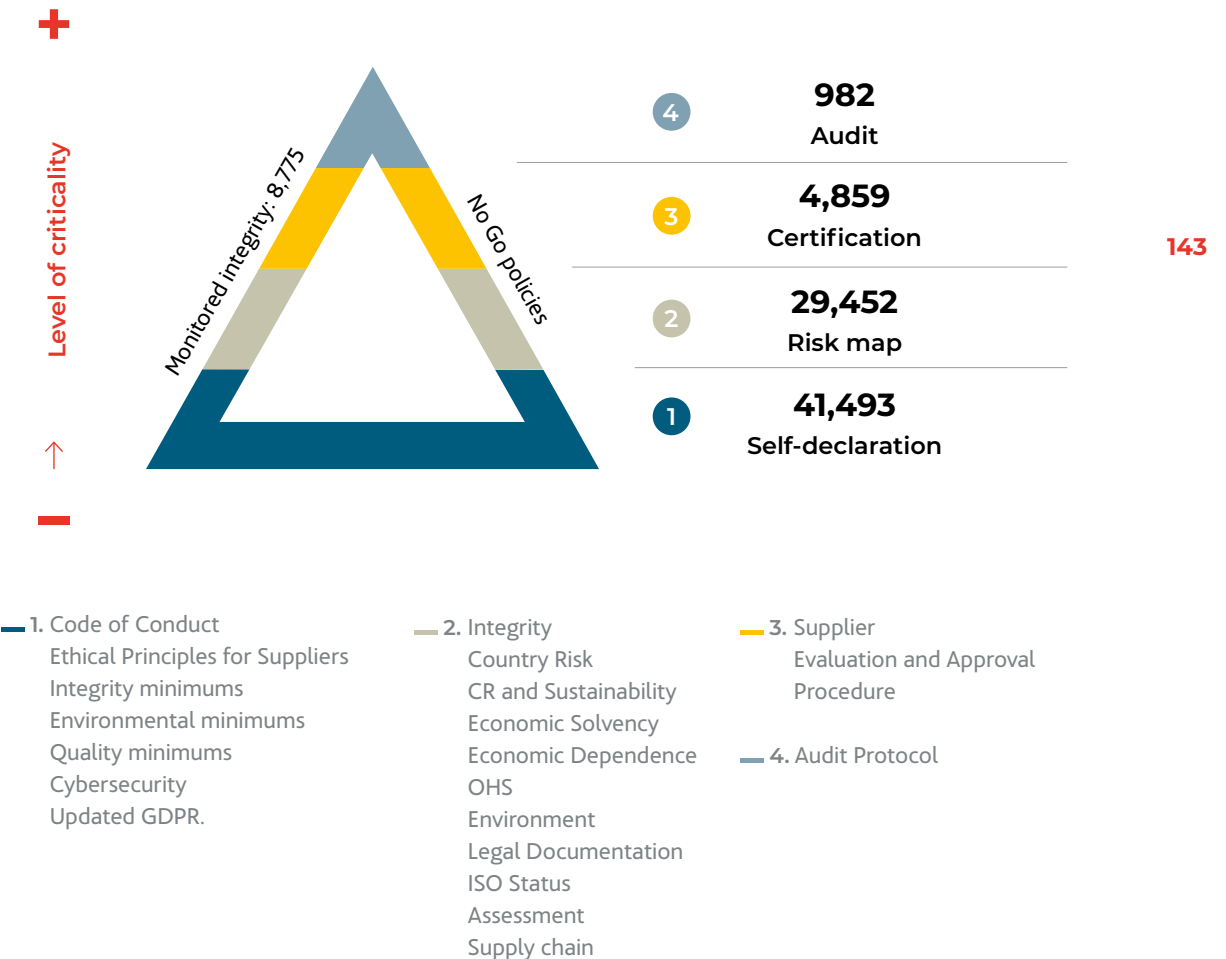 +
Level of criticality
Monitored integrity: 8,775
No Go policies
4
982
Audit
3
4,859
Certification
143
2
29,452
Risk map
1
41,493
Self-declaration
1. Code of Conduct
Ethical Principles for Suppliers
Integrity minimums
Environmental minimums
Quality minimums
Cybersecurity
Updated GDPR.
2. Integrity
Country Risk
CR and Sustainability
Economic Solvency
Economic Dependence
OHS
Environment
Legal Documentation
ISO Status
Assessment
Supply chain
3. Supplier
Evaluation and Approval
Procedure
4. Audit Protocol